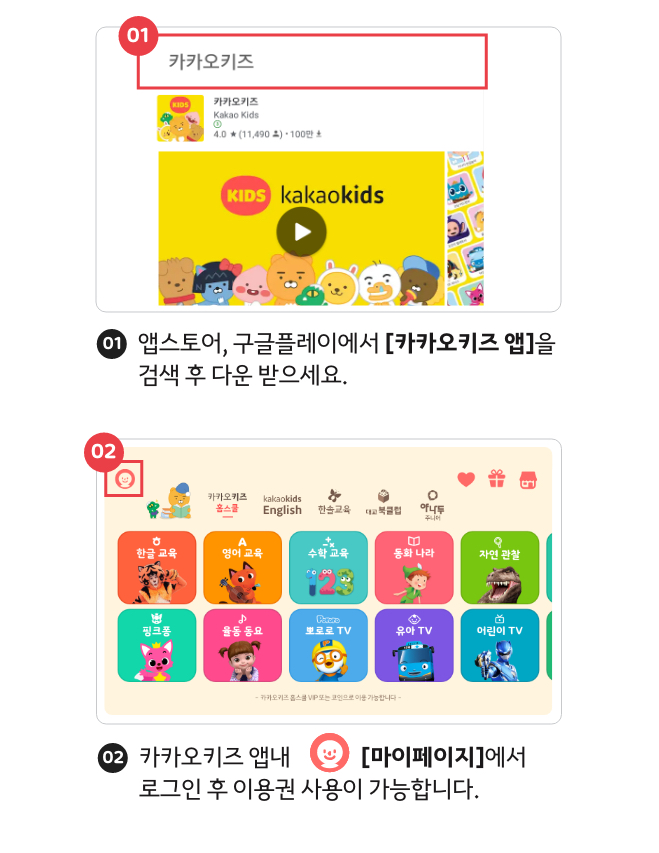 01
카카오키즈
KIDS
카카오키즈
Kakao Kids
4.0 ★ (11,490 ) • 100만
KIDS kakaokids
01 앱스토어, 구글플레이에서 [카카오키즈 앱]을
검색 후 다운 받으세요.
02
카카오키즈
홈스쿨
kakaokids
English
한솔교육
대교 북클럽
아나두
주니어
한글 교육
A
영어 교육
수학 교육
동화 나라
자연 관찰
123
핑크퐁
율동 동요
Pororo
뽀로로 TV
유아 TV
어린이 TV
- 카카오키즈 홈스쿨 VIP 또는 코인으로 이용 가능합니다 -
02 카카오키즈 앱내 [마이페이지]에서
로그인 후 이용권 사용이 가능합니다.